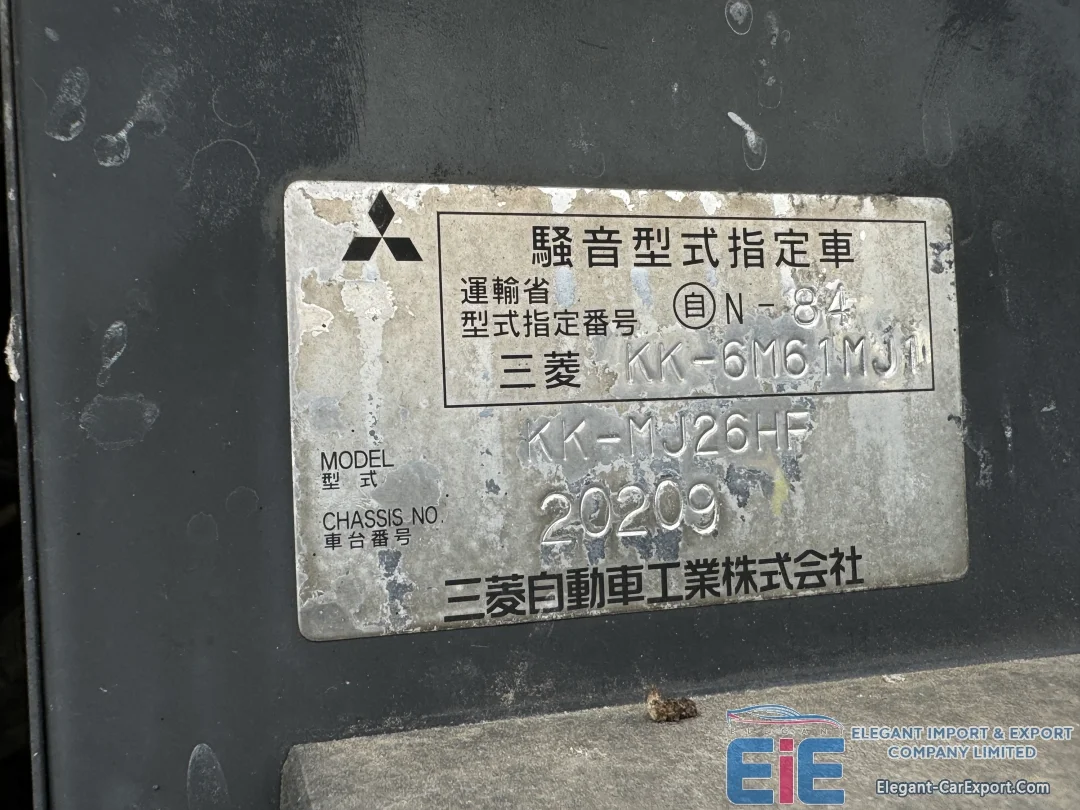 騒音型式指定車
運輸省
型式指定番号 自N-84
三菱 KK-6M61MJ1
MODEL KK-MJ26HF
型式
CHASSIS NO. 20209
車台番号
三菱自動車工業株式会社
EiE ELEGANT IMPORT & EXPORT
COMPANY LIMITED
Elegant-CarExport.Com